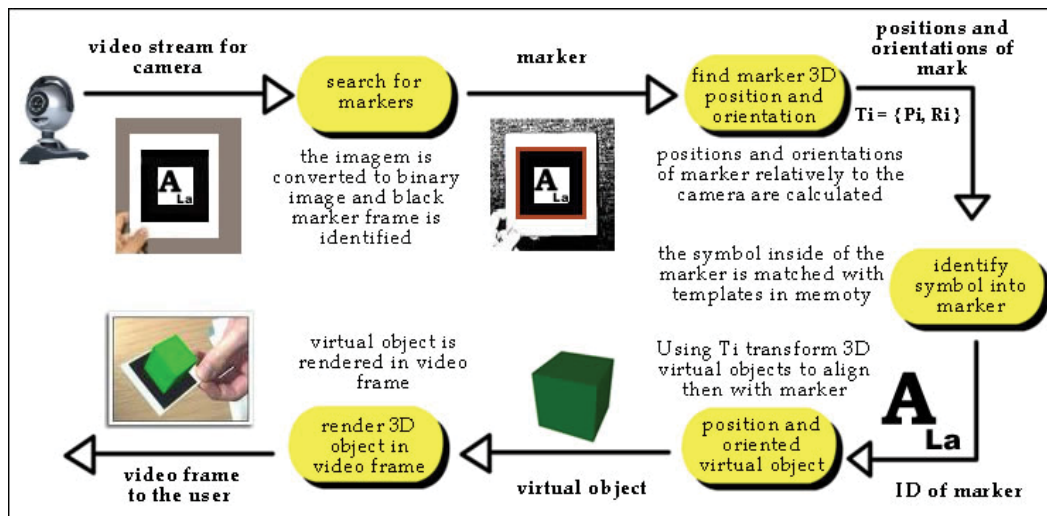 video stream for
camera
search for
markers
marker
find marker 3D
position and
orientation
positions and
orientations of
mark
Ti = {Pi, Ri}
A
La
the imagem is
converted to binary
image and black
marker frame is
identified
A
La
positions and orientations
of marker relatively to the
camera are calculated
the symbol inside of the
marker is matched with
templates in memoty
identify
symbol into
marker
A
La
ID of marker
Using Ti transform 3D
virtual objects to align
then with marker
position and
oriented
virtual object
virtual object
virtual object is
rendered in video
frame
render 3D
object in
video frame
video frame
to the user